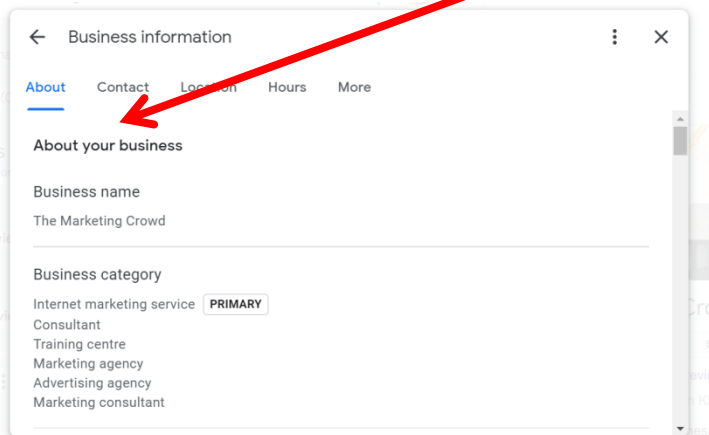 Business information
About Contact Location Hours More
About your business
Business name
The Marketing Crowd
Business category
Internet marketing service PRIMARY
Consultant
Training centre
Marketing agency
Advertising agency
Marketing consultant